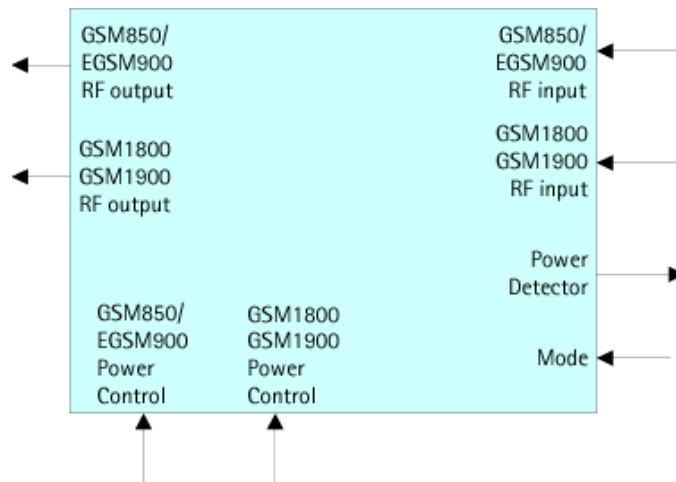 GSM850/
EGSM900
RF output
GSM850/
EGSM900
RF input
GSM1800
GSM1900
RF output
GSM1800
GSM1900
RF input
Power
Detector
GSM850/
EGSM900
Power
Control
GSM1800
GSM1900
Power
Control
Mode